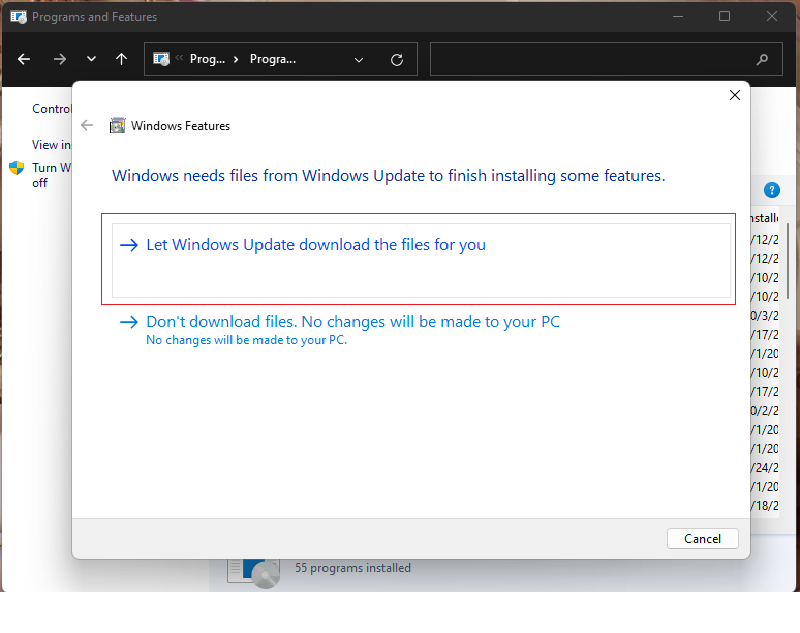 Programs and Features
« Prog... › Progra...
Control
View in
Turn W
off
Windows Features
Windows needs files from Windows Update to finish installing some features.
Let Windows Update download the files for you
Don't download files. No changes will be made to your PC
No changes will be made to your PC.
Cancel
?
nstalle
/12/2
/12/2
/10/2
/10/2
0/3/2
/17/2
/1/20
/10/2
/17/2
0/2/2
/1/20
/1/20
/24/2
/1/20
/18/2
55 programs installed